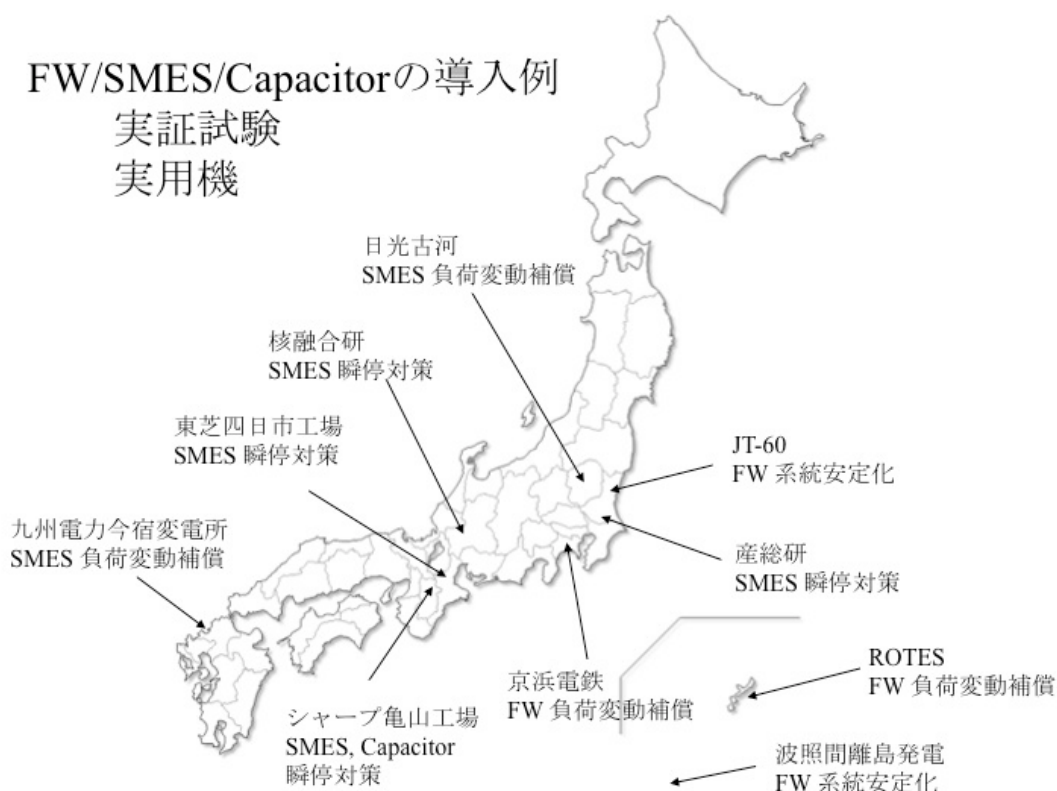 FW/SMES/Capacitorの導入例
実証試験
実用機
日光古河
SMES 負荷変動補償
核融合研
SMES 瞬停対策
東芝四日市工場
SMES 瞬停対策
JT-60
FW 系統安定化
九州電力今宿変電所
SMES 負荷変動補償
産総研
SMES 瞬停対策
京浜電鉄
FW 負荷変動補償
ROTES
FW 負荷変動補償
シャープ亀山工場
SMES, Capacitor
瞬停対策
波照間離島発電
FW 系統安定化